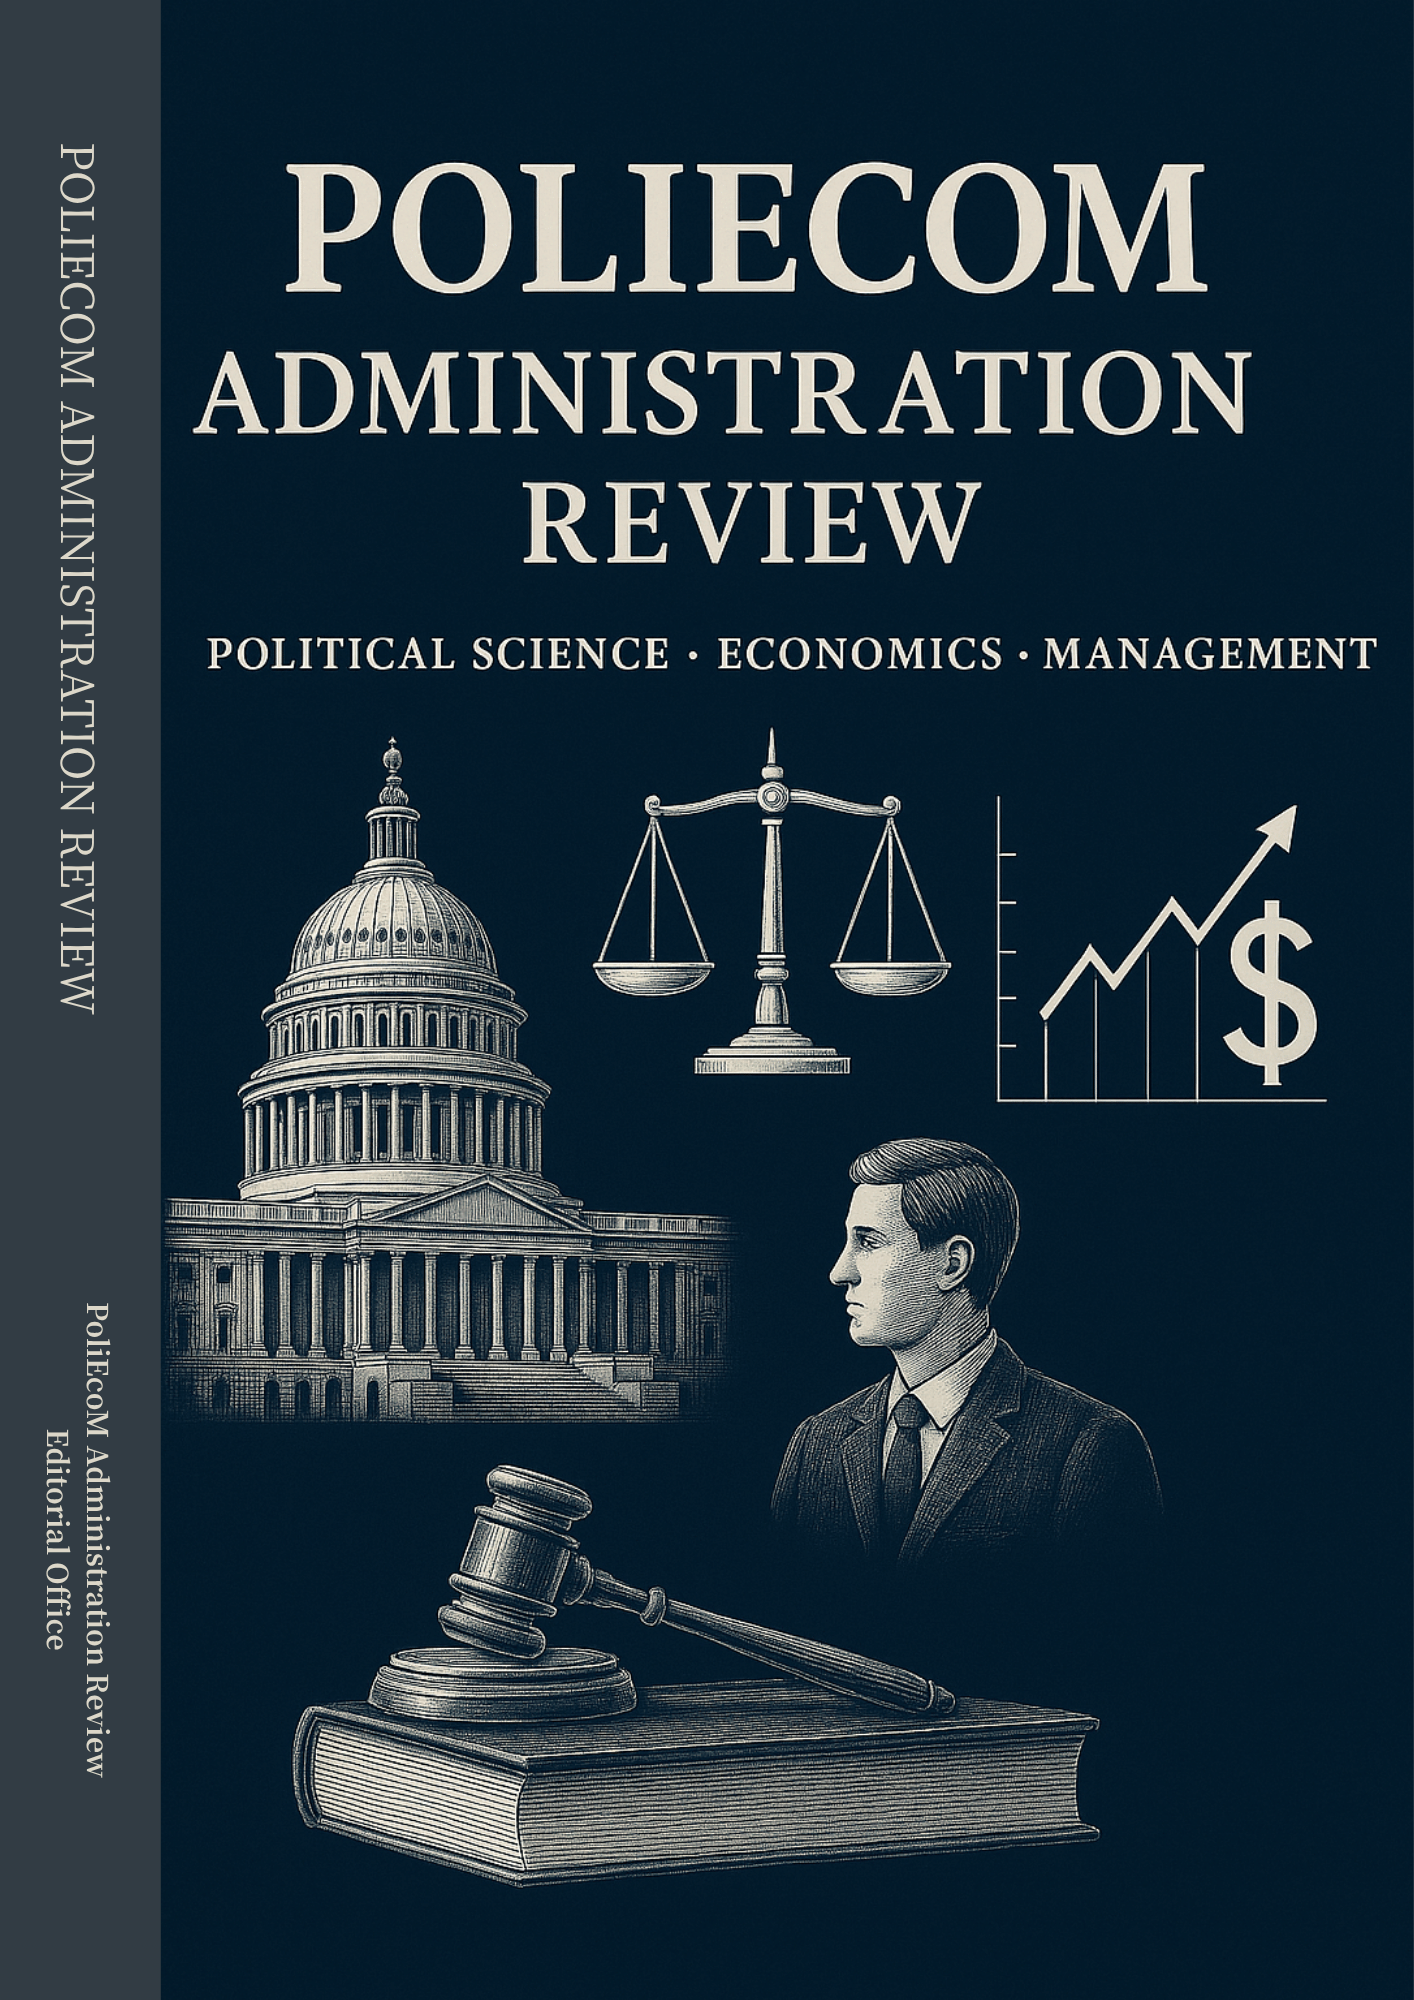 POLIECOM ADMINISTRATION REVIEW
PoliEcoM Administration Review
Editorial Office
POLIECOM
ADMINISTRATION
REVIEW
POLITICAL SCIENCE · ECONOMICS · MANAGEMENT
$